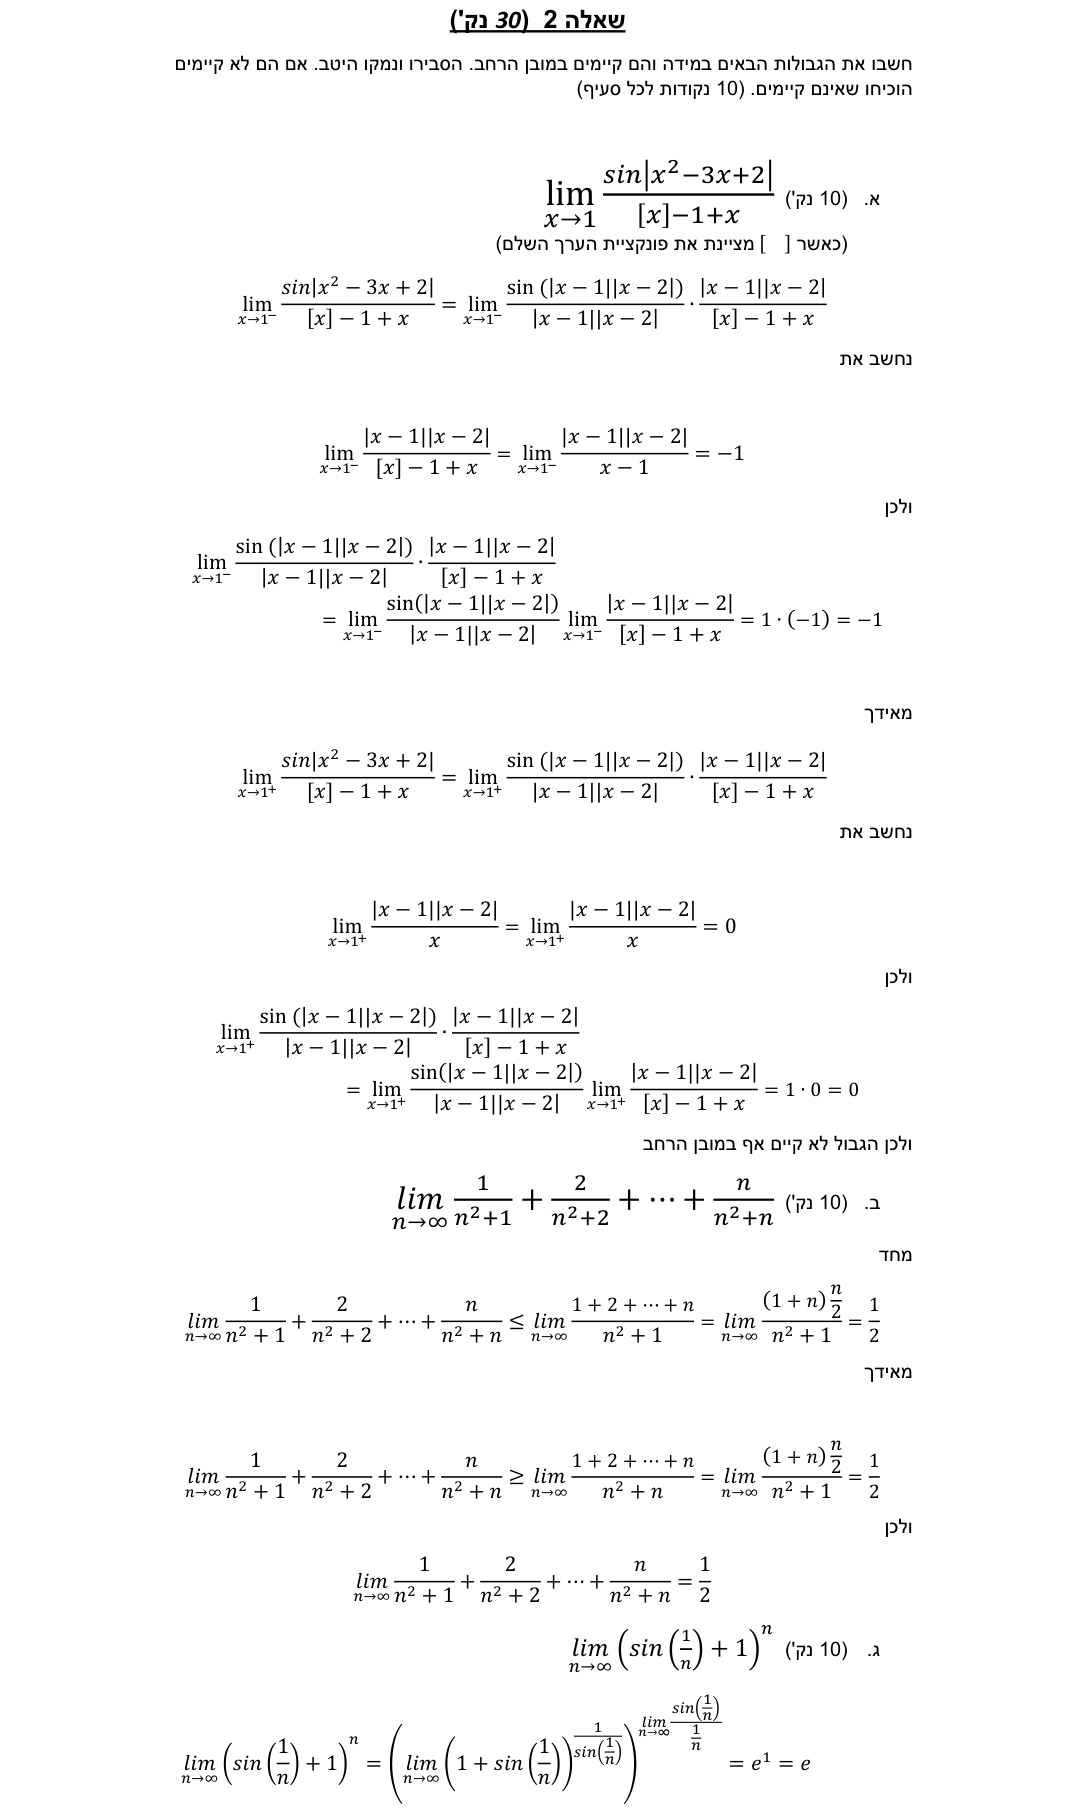 שאלה 2 (30 נק')
חשבו את הגבולות הבאים במידה והם קיימים במובן הרחב. הסבירו ונמקו היטב. אם הם לא קיימים
הוכיחו שאינם קיימים. (10 נקודות לכל סעיף)
א. (10 נק') lim_{x→1} sin|x²−3x+2| / ([x]−1+x)
(כאשר [ ] מציינת את פונקציית הערך השלם)
lim_{x→1⁻} sin|x² − 3x + 2| / ([x] − 1 + x) = lim_{x→1⁻} sin (|x − 1||x − 2|) / (|x − 1||x − 2|) · |x − 1||x − 2| / ([x] − 1 + x)
נחשב את
lim_{x→1⁻} |x − 1||x − 2| / ([x] − 1 + x) = lim_{x→1⁻} |x − 1||x − 2| / (x − 1) = −1
ולכן
lim_{x→1⁻} sin (|x − 1||x − 2|) / (|x − 1||x − 2|) · |x − 1||x − 2| / ([x] − 1 + x)
= lim_{x→1⁻} sin(|x − 1||x − 2|) / (|x − 1||x − 2|) lim_{x→1⁻} |x − 1||x − 2| / ([x] − 1 + x) = 1 · (−1) = −1
מאידך
lim_{x→1⁺} sin|x² − 3x + 2| / ([x] − 1 + x) = lim_{x→1⁺} sin (|x − 1||x − 2|) / (|x − 1||x − 2|) · |x − 1||x − 2| / ([x] − 1 + x)
נחשב את
lim_{x→1⁺} |x − 1||x − 2| / x = lim_{x→1⁺} |x − 1||x − 2| / x = 0
ולכן
lim_{x→1⁺} sin (|x − 1||x − 2|) / (|x − 1||x − 2|) · |x − 1||x − 2| / ([x] − 1 + x)
= lim_{x→1⁺} sin(|x − 1||x − 2|) / (|x − 1||x − 2|) lim_{x→1⁺} |x − 1||x − 2| / ([x] − 1 + x) = 1 · 0 = 0
ולכן הגבול לא קיים אף במובן הרחב
ב. (10 נק') lim_{n→∞} 1/(n²+1) + 2/(n²+2) + ⋯ + n/(n²+n)
מחד
lim_{n→∞} 1/(n² + 1) + 2/(n² + 2) + ⋯ + n/(n² + n) ≤ lim_{n→∞} (1 + 2 + ⋯ + n)/(n² + 1) = lim_{n→∞} ((1 + n) n/2)/(n² + 1) = 1/2
מאידך
lim_{n→∞} 1/(n² + 1) + 2/(n² + 2) + ⋯ + n/(n² + n) ≥ lim_{n→∞} (1 + 2 + ⋯ + n)/(n² + n) = lim_{n→∞} ((1 + n) n/2)/(n² + 1) = 1/2
ולכן
lim_{n→∞} 1/(n² + 1) + 2/(n² + 2) + ⋯ + n/(n² + n) = 1/2
ג. (10 נק') lim_{n→∞} (sin(1/n) + 1)^n
lim_{n→∞} (sin(1/n) + 1)^n = (lim_{n→∞} (1 + sin(1/n))^{1/sin(1/n)})^{lim_{n→∞} sin(1/n)/(1/n)} = e¹ = e